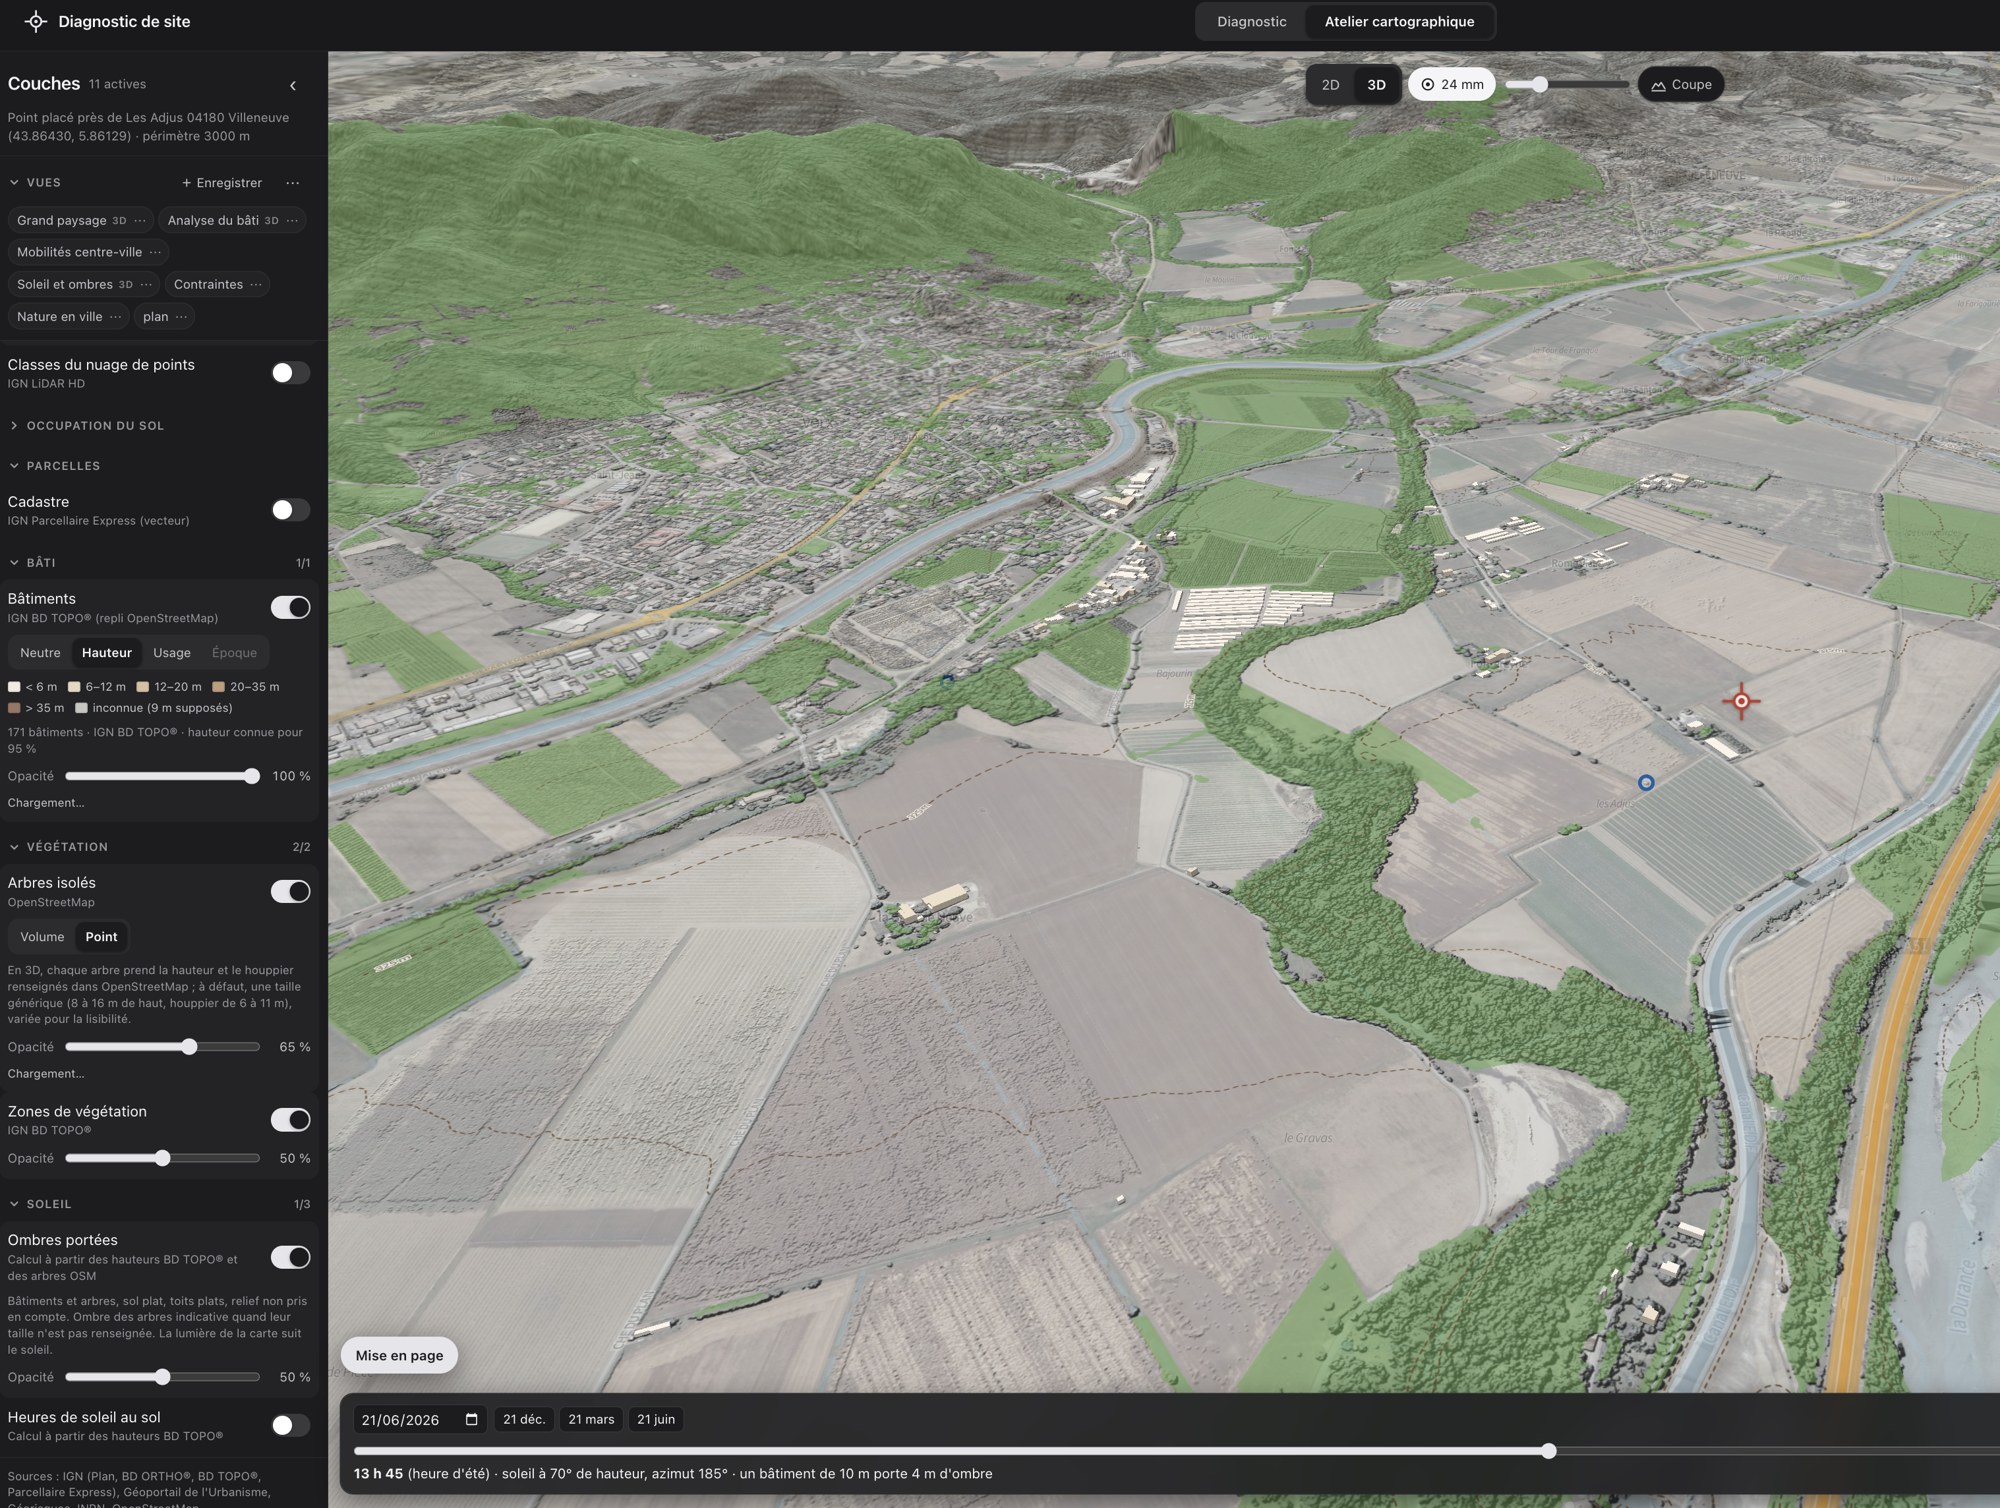 Diagnostic de site
Diagnostic
Atelier cartographique
Couches 11 actives
Point placé près de Les Adjus 04180 Villeneuve
(43.86430, 5.86129) · périmètre 3000 m
VUES
+ Enregistrer ···
Grand paysage 3D ···
Analyse du bâti 3D ···
Mobilités centre-ville ···
Soleil et ombres 3D ···
Contraintes ···
Nature en ville ···
plan ···
Classes du nuage de points
IGN LiDAR HD
OCCUPATION DU SOL
PARCELLES
Cadastre
IGN Parcellaire Express (vecteur)
BÂTI 1/1
Bâtiments
IGN BD TOPO® (repli OpenStreetMap)
Neutre Hauteur Usage Époque
< 6 m 6–12 m 12–20 m 20–35 m
> 35 m inconnue (9 m supposés)
171 bâtiments · IGN BD TOPO® · hauteur connue pour
95 %
Opacité 100 %
Chargement…
VÉGÉTATION 2/2
Arbres isolés
OpenStreetMap
Volume Point
En 3D, chaque arbre prend la hauteur et le houppier
renseignés dans OpenStreetMap ; à défaut, une taille
générique (8 à 16 m de haut, houppier de 6 à 11 m),
variée pour la lisibilité.
Opacité 65 %
Chargement…
Zones de végétation
IGN BD TOPO®
Opacité 50 %
SOLEIL 1/3
Ombres portées
Calcul à partir des hauteurs BD TOPO® et
des arbres OSM
Bâtiments et arbres, sol plat, toits plats, relief non pris
en compte. Ombre des arbres indicative quand leur
taille n'est pas renseignée. La lumière de la carte suit
le soleil.
Opacité 50 %
Heures de soleil au sol
Calcul à partir des hauteurs BD TOPO®
Sources : IGN (Plan, BD ORTHO®, BD TOPO®,
Parcellaire Express), Géoportail de l'Urbanisme,
Géorisques, INPN, OpenStreetMap
2D 3D
24 mm
Coupe
Bajourin
les Adjus
le Gravas
la Durance
Mise en page
21/06/2026
21 déc.
21 mars
21 juin
13 h 45 (heure d'été) · soleil à 70° de hauteur, azimut 185° · un bâtiment de 10 m porte 4 m d'ombre